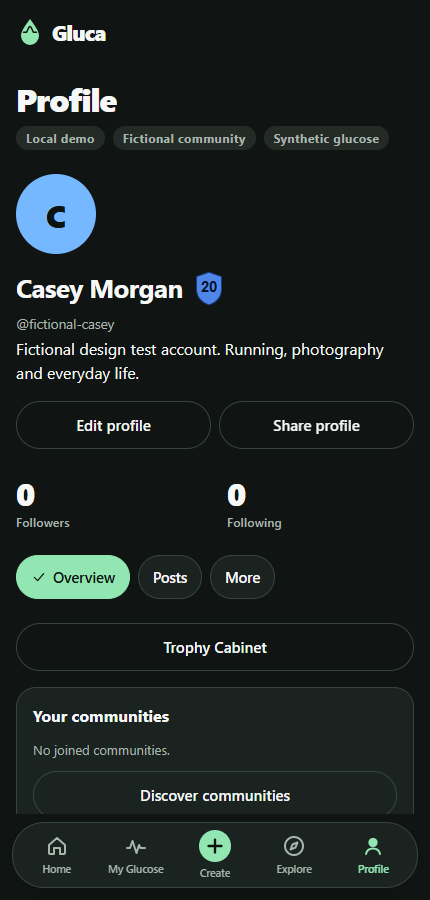 Gluca
Profile
Local demo
Fictional community
Synthetic glucose
C
Casey Morgan
20
@fictional-casey
Fictional design test account. Running, photography
and everyday life.
Edit profile
Share profile
0
Followers
0
Following
Overview
Posts
More
Trophy Cabinet
Your communities
No joined communities.
Discover communities
Home
My Glucose
Create
Explore
Profile